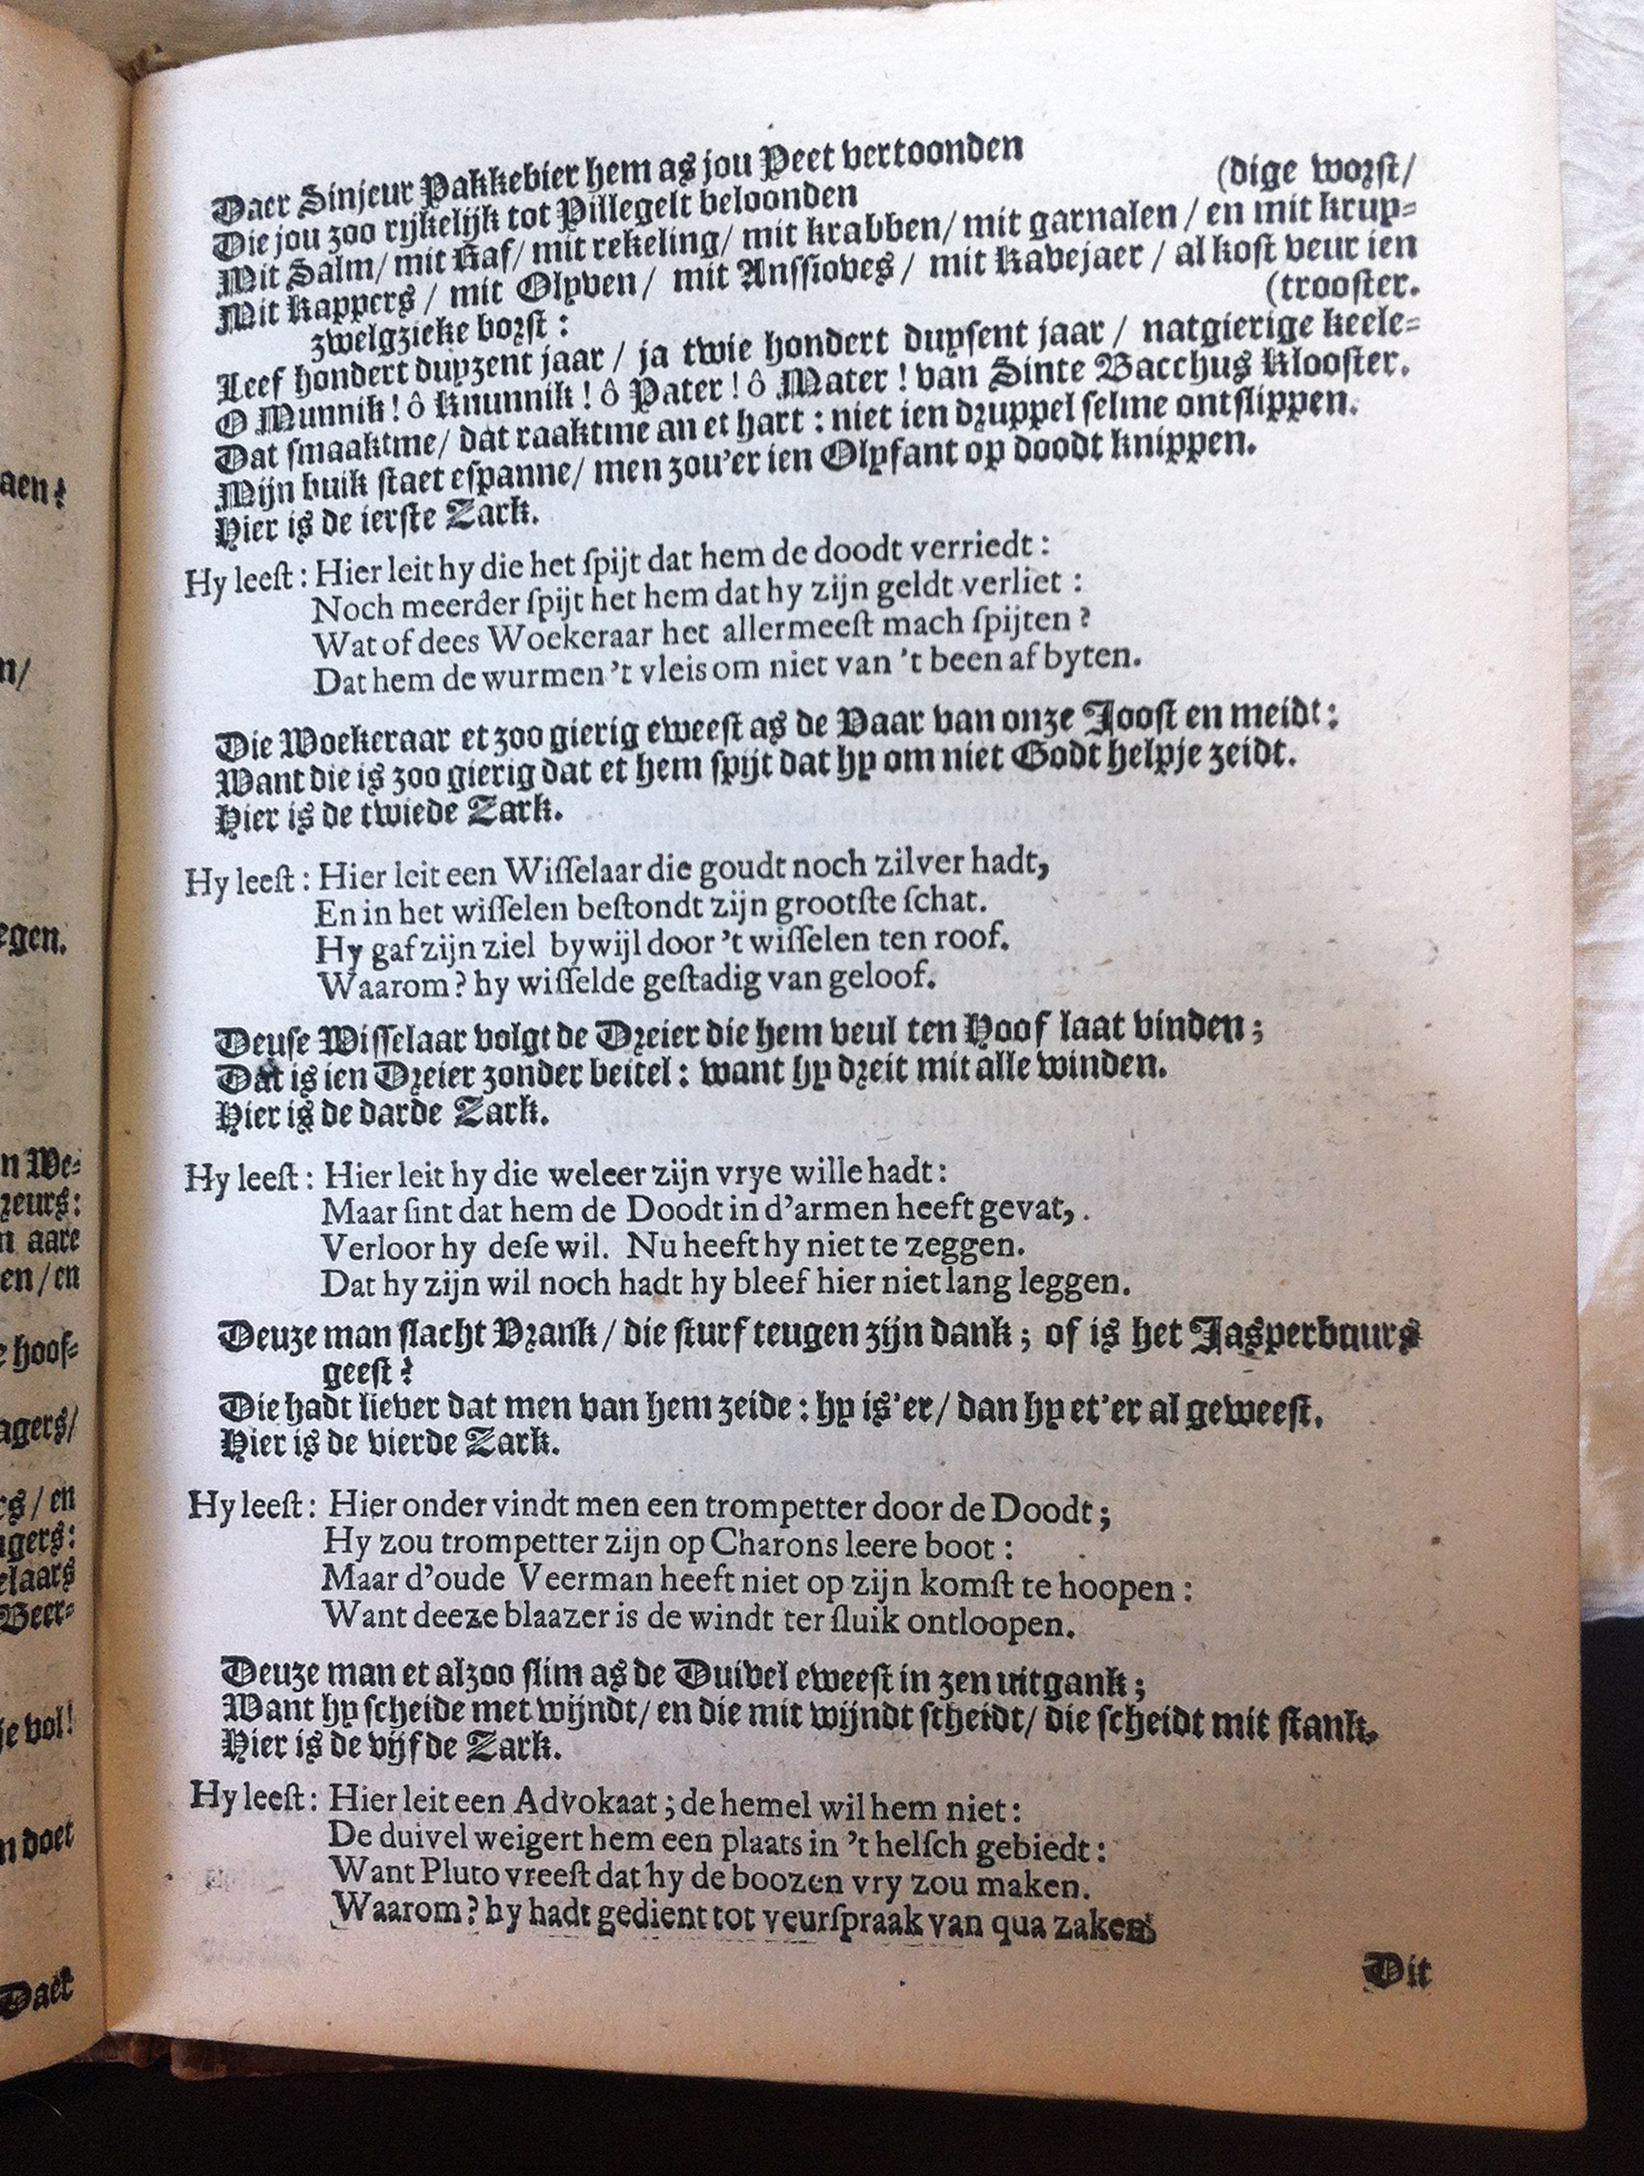 Daer Sinjeur Pakkebier hem as jou Peet vertoonden
Die jou zoo rijkelijk tot Pillegelt beloonden
(dige worst/
Mit Salm/ mit Raf/ mit rekeling/ mit krabben/ mit garnalen / en mit krup-
Mit Kappers / mit Olyven / mit Anssioves / mit Kavejaer / al kost veur ien
zwelgzieke borst :
(trooster.
Leef hondert duyzent jaar / ja twie hondert duysent jaar / natgierige keele-
O Munnik ! ô Knunnik ! ô Pater ! ô Mater ! van Sinte Bacchus Klooster.
Dat smaaktme/ dat raaktme an et hart : niet ien druppel selme ontslippen.
Mijn buik staet espanne/ men zou'er ien Olyfant op doodt knippen.
Hier is de ierste Zark.
Hy leest : Hier leit hy die het spijt dat hem de doodt verriedt :
Noch meerder spijt het hem dat hy zijn geldt verliet :
Wat of dees Woekeraar het allermeest mach spijten ?
Dat hem de wurmen 't vleis om niet van 't been af byten.
Die Woekeraar et zoo gierig eweest as de Vaar van onze Joost en meidt :
Want die is zoo gierig dat et hem spijt dat hy om niet Godt helpje zeidt.
Hier is de twiede Zark.
Hy leest : Hier leit een Wisselaar die goudt noch zilver hadt,
En in het wisselen bestondt zijn grootste schat.
Hy gaf zijn ziel bywijl door 't wisselen ten roof.
Waarom? hy wisselde gestadig van geloof.
Deuse Wisselaar volgt de Dreier die hem veul ten Hoof laat vinden ;
Dat is ien Dreier zonder beitel : want hy dreit mit alle winden.
Hier is de darde Zark.
Hy leest : Hier leit hy die weleer zijn vrye wille hadt :
Maar sint dat hem de Doodt in d'armen heeft gevat,
Verloor hy dese wil. Nu heeft hy niet te zeggen.
Dat hy zijn wil noch hadt hy bleef hier niet lang leggen.
Deuze man slacht Vrank / die sturf teugen zijn dank ; of is het Jasperbuurs
geest ?
Die hadt liever dat men van hem zeide : hy is'er/ dan hy et'er al geweest.
Hier is de vierde Zark.
Hy leest : Hier onder vindt men een trompetter door de Doodt ;
Hy zou trompetter zijn op Charons leere boot :
Maar d'oude Veerman heeft niet op zijn komst te hoopen :
Want deeze blaazer is de windt ter sluik ontloopen.
Deuze man et alzoo slim as de Duivel eweest in zen uitgank ;
Want hy scheide met wijndt/ en die mit wijndt scheidt/ die scheidt mit stank.
Hier is de vijfde Zark.
Hy leest : Hier leit een Advokaat ; de hemel wil hem niet :
De duivel weigert hem een plaats in 't helsch gebiedt :
Want Pluto vreest dat hy de boozen vry zou maken.
Waarom? hy hadt gedient tot veurspraak van qua zaken.
Dit
aen?
n/
egen.
n We-
reurs:
n aare
en/en
e hoof-
agers/
rs/en
agers:
elaars
Beer-
je vol!
n doet
Daer